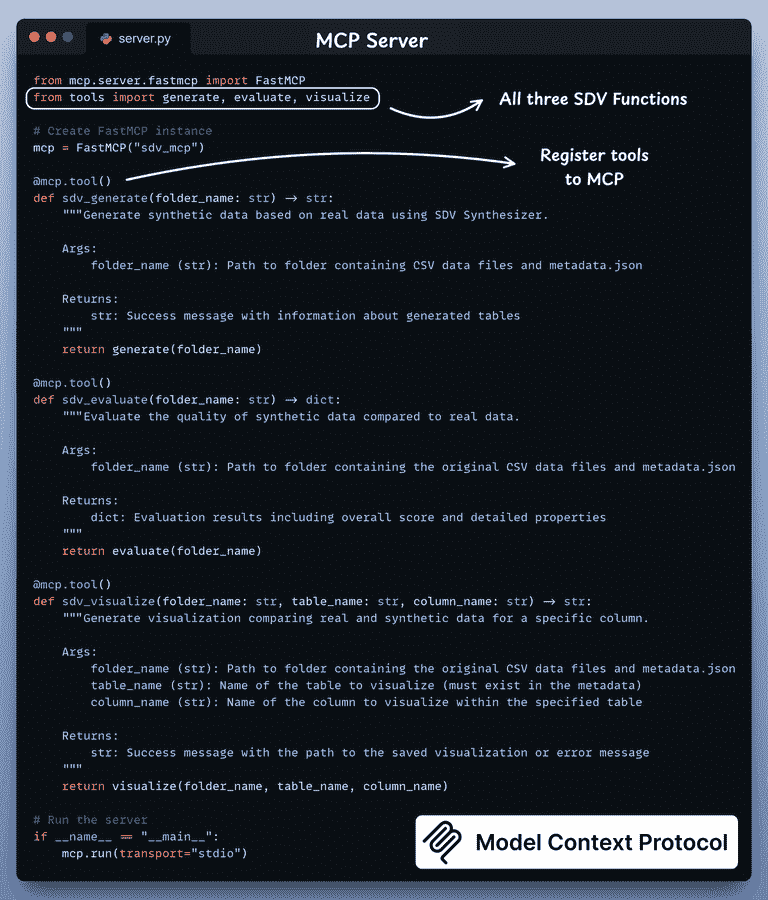 server.py
MCP Server
from mcp.server.fastmcp import FastMCP
from tools import generate, evaluate, visualize
All three SDV Functions
# Create FastMCP instance
mcp = FastMCP("sdv_mcp")
Register tools
to MCP
@mcp.tool()
def sdv_generate(folder_name: str) -> str:
    """Generate synthetic data based on real data using SDV Synthesizer.
    Args:
        folder_name (str): Path to folder containing CSV data files and metadata.json
    Returns:
        str: Success message with information about generated tables
    """
    return generate(folder_name)
@mcp.tool()
def sdv_evaluate(folder_name: str) -> dict:
    """Evaluate the quality of synthetic data compared to real data.
    Args:
        folder_name (str): Path to folder containing the original CSV data files and metadata.json
    Returns:
        dict: Evaluation results including overall score and detailed properties
    """
    return evaluate(folder_name)
@mcp.tool()
def sdv_visualize(folder_name: str, table_name: str, column_name: str) -> str:
    """Generate visualization comparing real and synthetic data for a specific column.
    Args:
        folder_name (str): Path to folder containing the original CSV data files and metadata.json
        table_name (str): Name of the table to visualize (must exist in the metadata)
        column_name (str): Name of the column to visualize within the specified table
    Returns:
        str: Success message with the path to the saved visualization or error message
    """
    return visualize(folder_name, table_name, column_name)
# Run the server
if __name__ == "__main__":
    mcp.run(transport="stdio")
Model Context Protocol